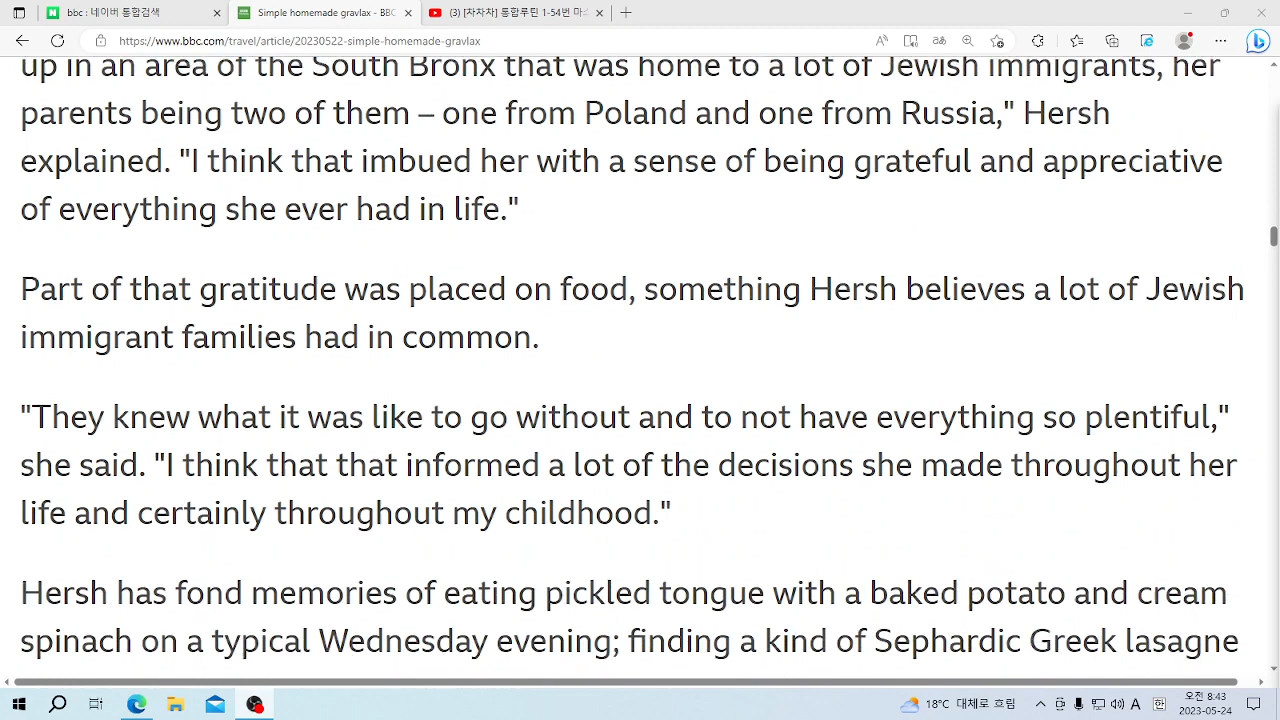 bbc : 네이버 통합검색
Simple homemade gravlax - BBC
(3) [차차차] 통합루틴 1-54번 마스
https://www.bbc.com/travel/article/20230522-simple-homemade-gravlax
up in an area of the South Bronx that was home to a lot of Jewish immigrants, her
parents being two of them – one from Poland and one from Russia," Hersh
explained. "I think that imbued her with a sense of being grateful and appreciative
of everything she ever had in life."
Part of that gratitude was placed on food, something Hersh believes a lot of Jewish
immigrant families had in common.
"They knew what it was like to go without and to not have everything so plentiful,"
she said. "I think that that informed a lot of the decisions she made throughout her
life and certainly throughout my childhood."
Hersh has fond memories of eating pickled tongue with a baked potato and cream
spinach on a typical Wednesday evening; finding a kind of Sephardic Greek lasagne
18°C 대체로 흐림
A
오전 8:43
2023-05-24